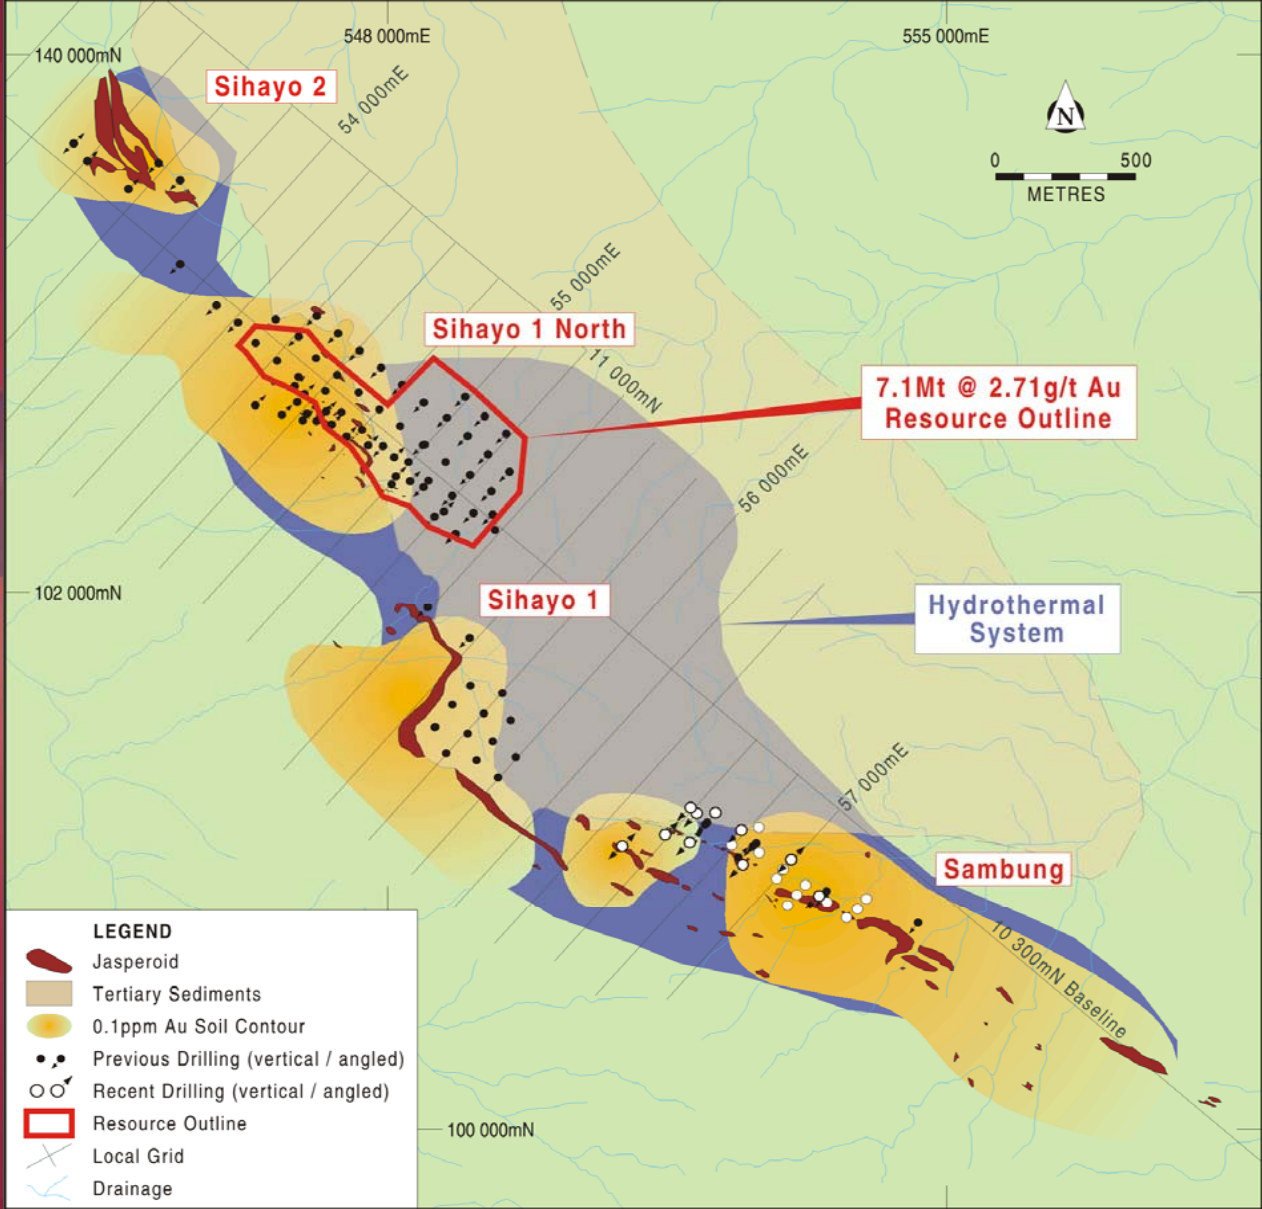 548 000mE
555 000mE
140 000mN
Sihayo 2
54 000mE
N
0 500
METRES
55 000mE
Sihayo 1 North
11 000mN
7.1Mt @ 2.71g/t Au
Resource Outline
56 000mE
102 000mN
Sihayo 1
Hydrothermal
System
57 000mE
Sambung
10 300mN Baseline
LEGEND
Jasperoid
Tertiary Sediments
0.1ppm Au Soil Contour
Previous Drilling (vertical / angled)
Recent Drilling (vertical / angled)
Resource Outline
Local Grid
Drainage
100 000mN